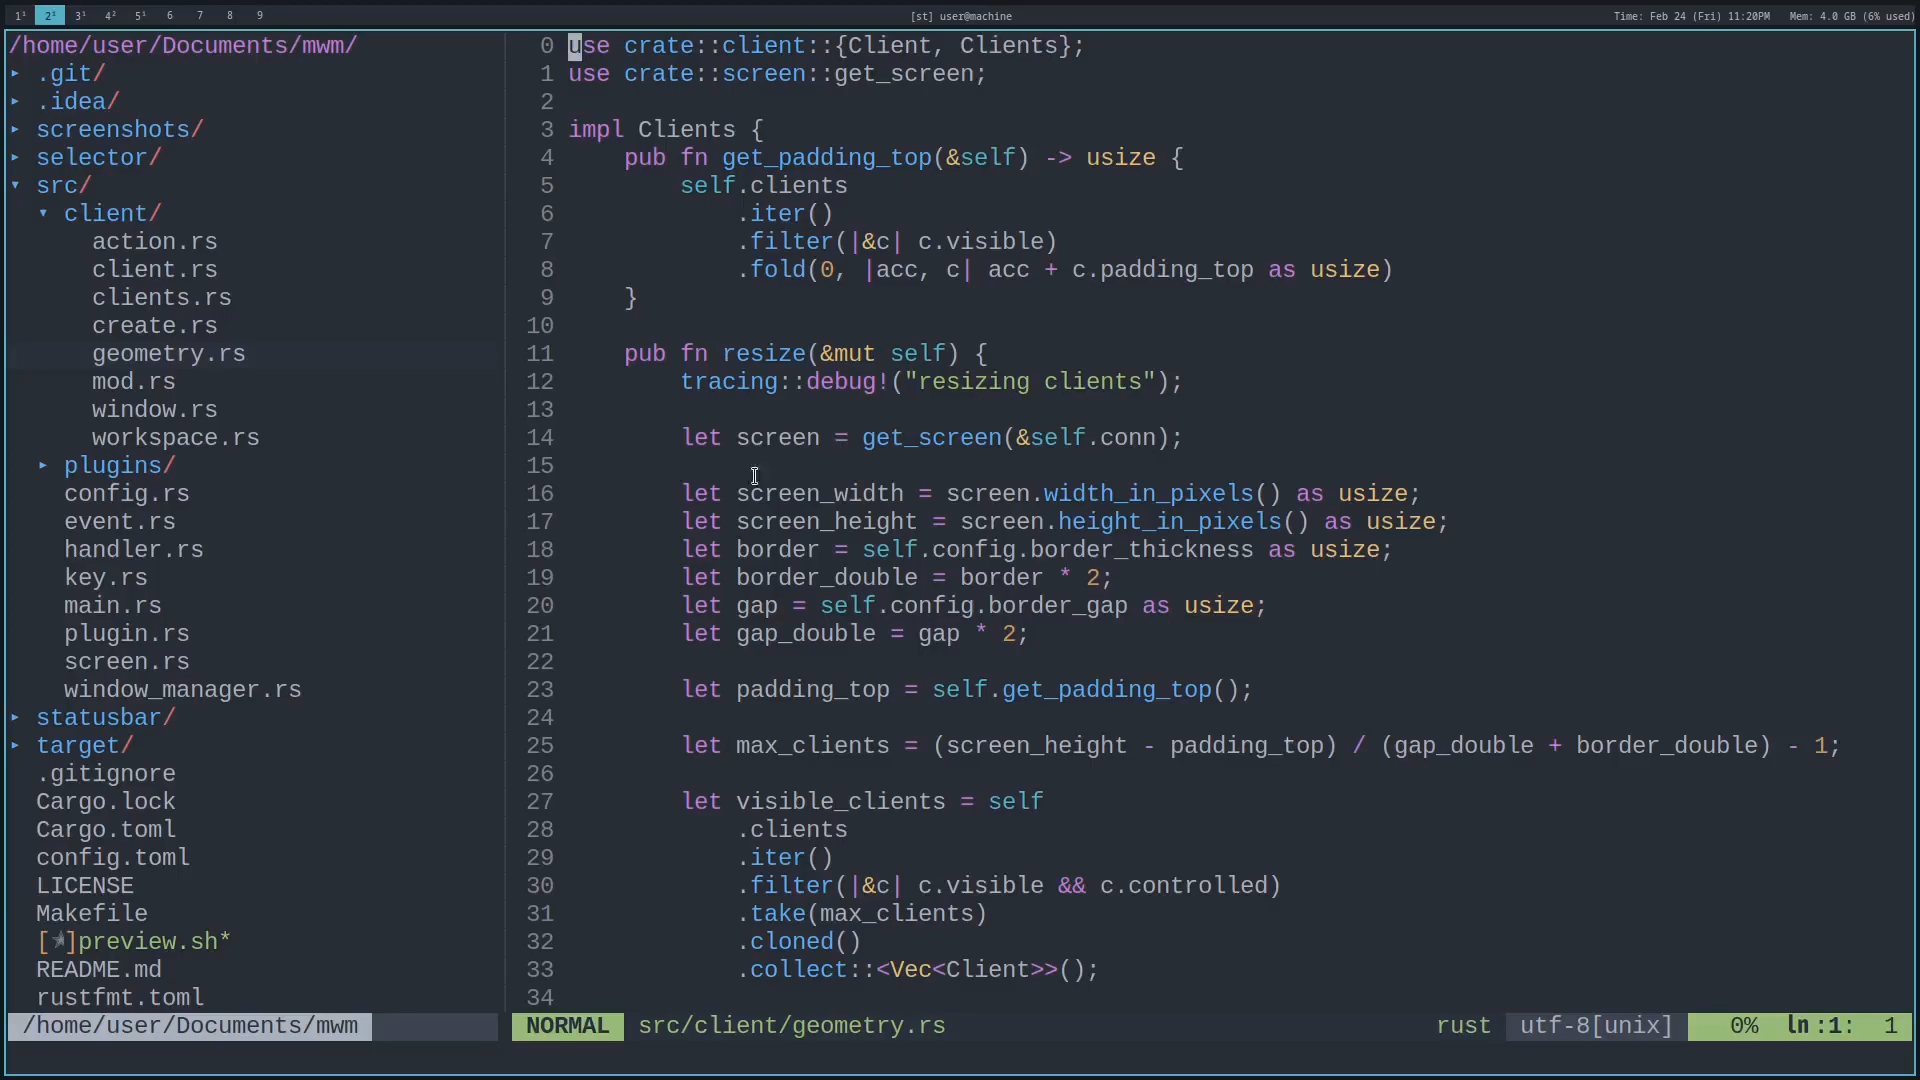 1¹ 2¹ 3¹ 4² 5¹ 6 7 8 9 [st] user@machine Time: Feb 24 (Fri) 11:20PM Mem: 4.0 GB (6% used)
/home/user/Documents/mwm/
▸ .git/
▸ .idea/
▸ screenshots/
▸ selector/
▾ src/
▾ client/
action.rs
client.rs
clients.rs
create.rs
geometry.rs
mod.rs
window.rs
workspace.rs
▸ plugins/
config.rs
event.rs
handler.rs
key.rs
main.rs
plugin.rs
screen.rs
window_manager.rs
▸ statusbar/
▸ target/
.gitignore
Cargo.lock
Cargo.toml
config.toml
LICENSE
Makefile
[★]preview.sh*
README.md
rustfmt.toml
/home/user/Documents/mwm
0 use crate::client::{Client, Clients};
1 use crate::screen::get_screen;
2
3 impl Clients {
4     pub fn get_padding_top(&self) -> usize {
5         self.clients
6             .iter()
7             .filter(|&c| c.visible)
8             .fold(0, |acc, c| acc + c.padding_top as usize)
9     }
10
11     pub fn resize(&mut self) {
12         tracing::debug!("resizing clients");
13
14         let screen = get_screen(&self.conn);
15
16         let screen_width = screen.width_in_pixels() as usize;
17         let screen_height = screen.height_in_pixels() as usize;
18         let border = self.config.border_thickness as usize;
19         let border_double = border * 2;
20         let gap = self.config.border_gap as usize;
21         let gap_double = gap * 2;
22
23         let padding_top = self.get_padding_top();
24
25         let max_clients = (screen_height - padding_top) / (gap_double + border_double) - 1;
26
27         let visible_clients = self
28             .clients
29             .iter()
30             .filter(|&c| c.visible && c.controlled)
31             .take(max_clients)
32             .cloned()
33             .collect::<Vec<Client>>();
34
NORMAL src/client/geometry.rs rust utf-8[unix] 0% ln :1: 1